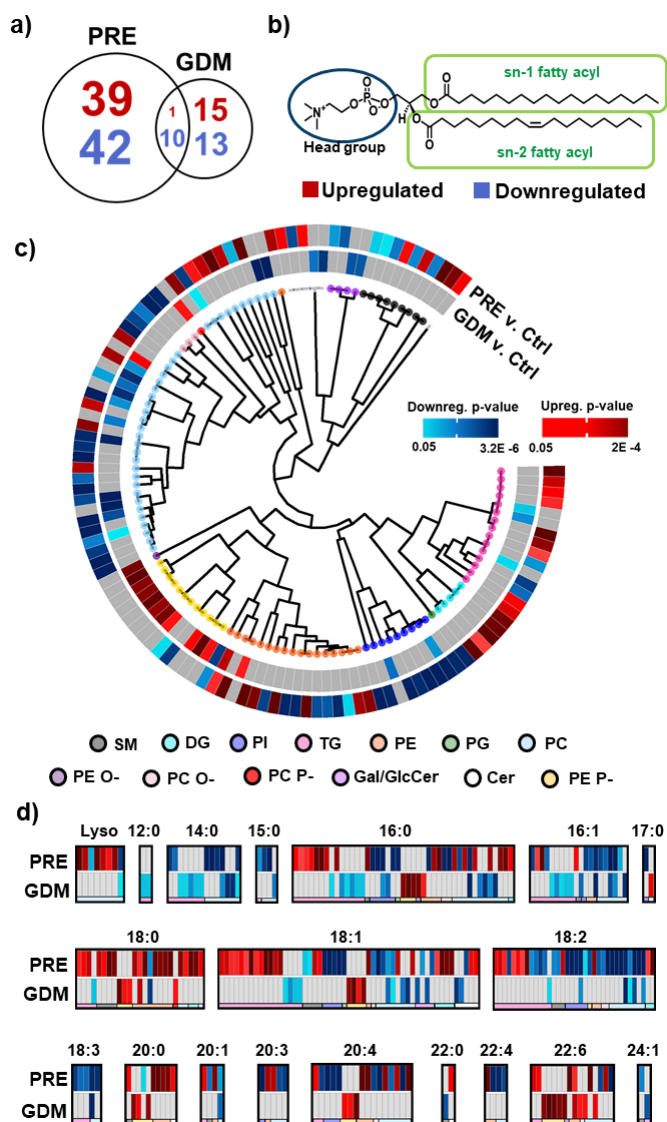 a)
PRE
GDM
39
42
1
10
15
13
b)
sn-1 fatty acyl
O
O
P
O
O
O-
N+
H
O
O
Head group
sn-2 fatty acyl
Upregulated
Downregulated
c)
PRE v. Ctrl
GDM v. Ctrl
Downreg. p-value
0.05 3.2E -6
Upreg. p-value
0.05 2E -4
SM DG PI TG PE PG PC
PE O- PC O- PC P- Gal/GlcCer Cer PE P-
d)
Lyso 12:0 14:0 15:0 16:0 16:1 17:0
PRE
GDM
18:0 18:1 18:2
PRE
GDM
18:3 20:0 20:1 20:3 20:4 22:0 22:4 22:6 24:1
PRE
GDM